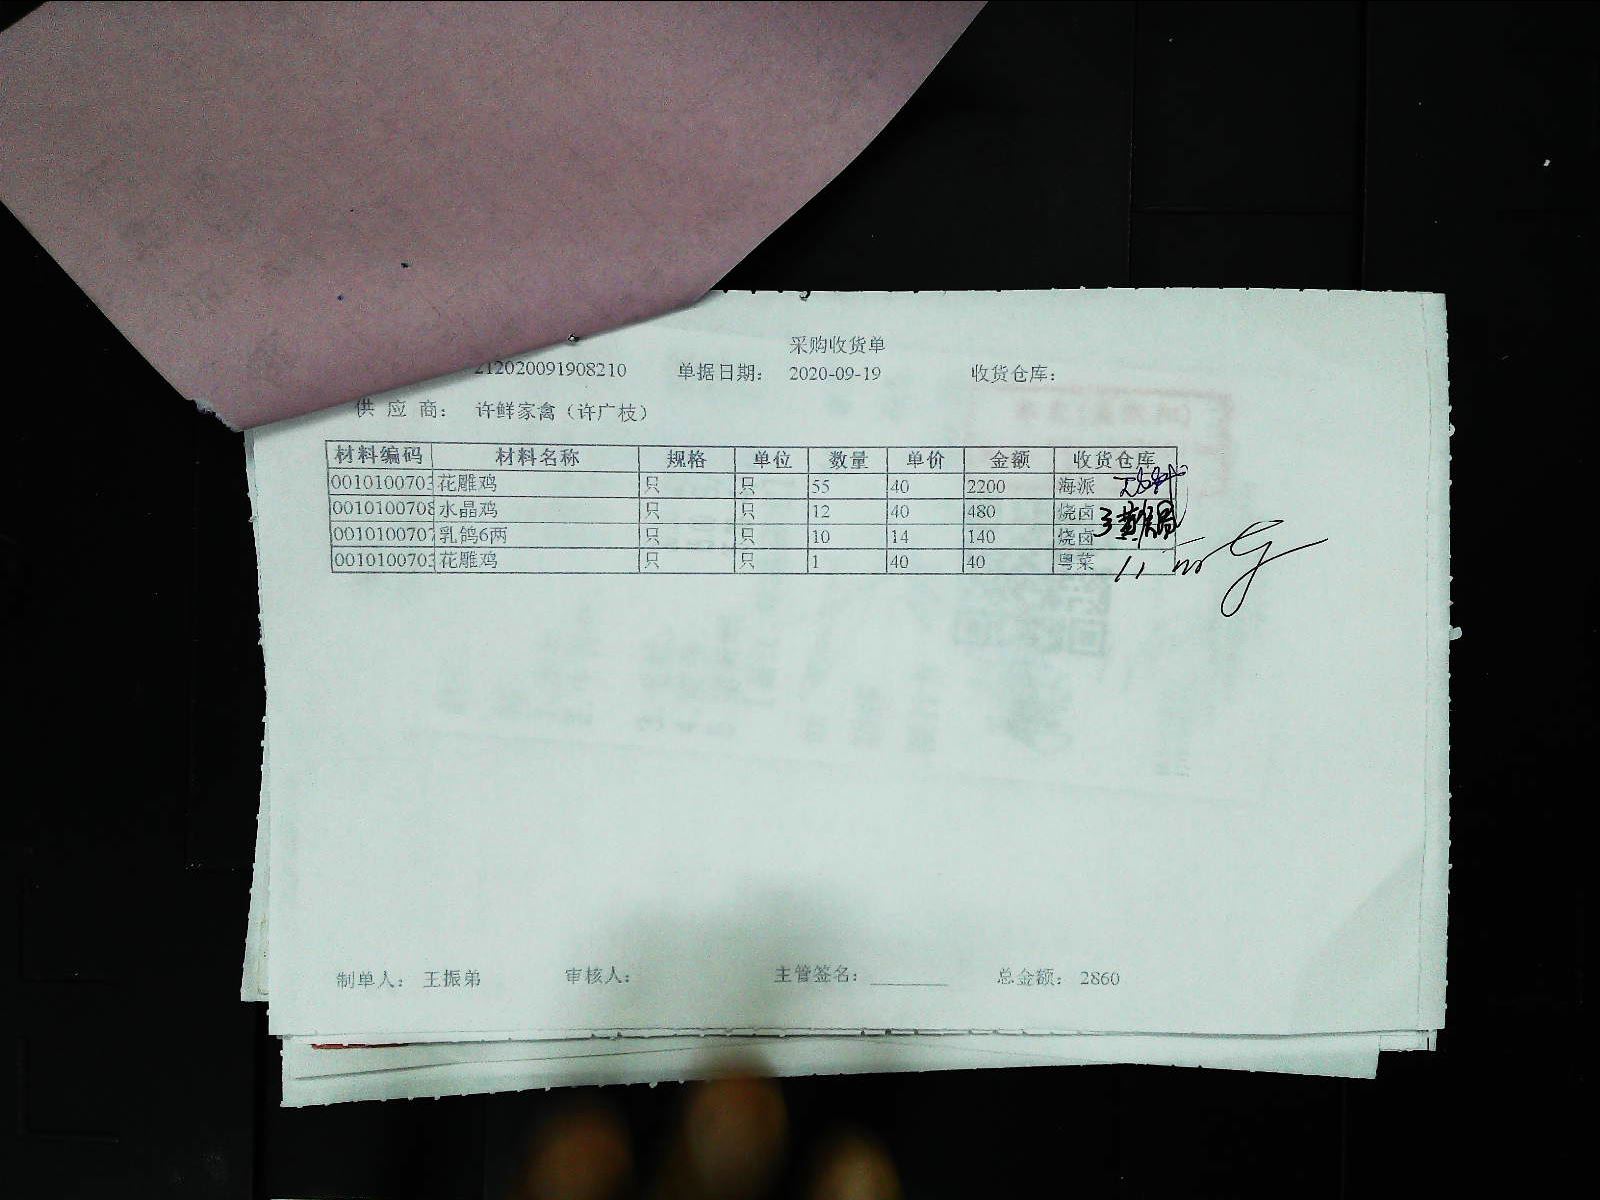 采购收货单
212020091908210 单据日期： 2020-09-19 收货仓库：
供 应 商： 许鲜家禽（许广枝）
材料编码 材料名称 规格 单位 数量 单价 金额 收货仓库
0010100703 花雕鸡 只 只 55 40 2200 海派
0010100708 水晶鸡 只 只 12 40 480 烧卤
0010100707 乳鸽6两 只 只 10 14 140 烧卤
0010100703 花雕鸡 只 只 1 40 40 粤菜
制单人： 王振弟 审核人： 主管签名： 总金额： 2860